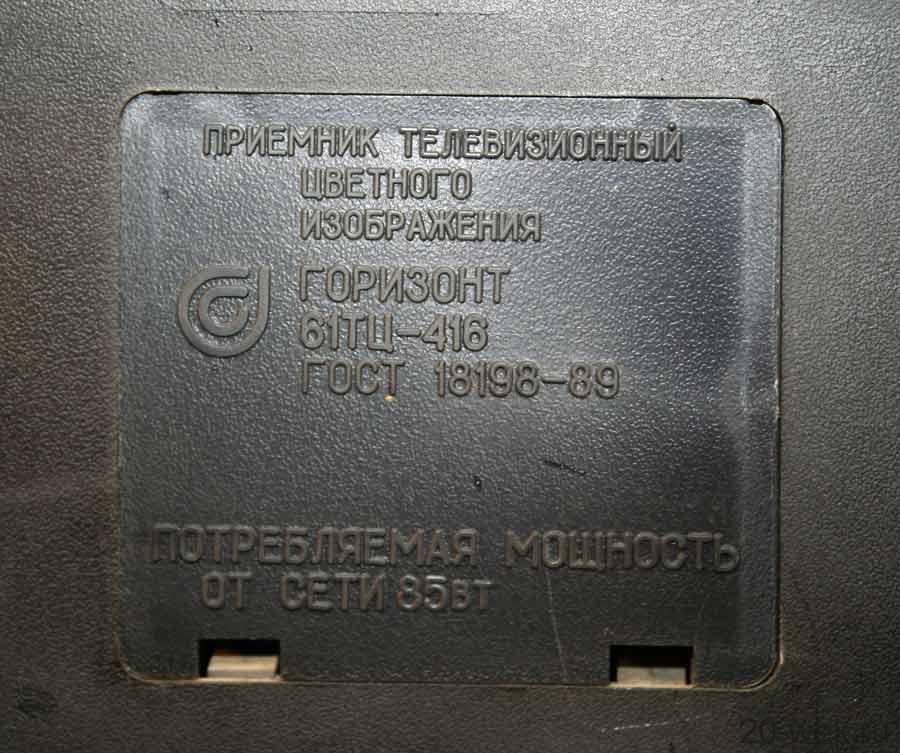 ПРИЕМНИК ТЕЛЕВИЗИОННЫЙ
ЦВЕТНОГО
ИЗОБРАЖЕНИЯ
ГОРИЗОНТ
61ТЦ-416
ГОСТ 18198-89
ПОТРЕБЛЯЕМАЯ МОЩНОСТЬ
ОТ СЕТИ 85ВТ